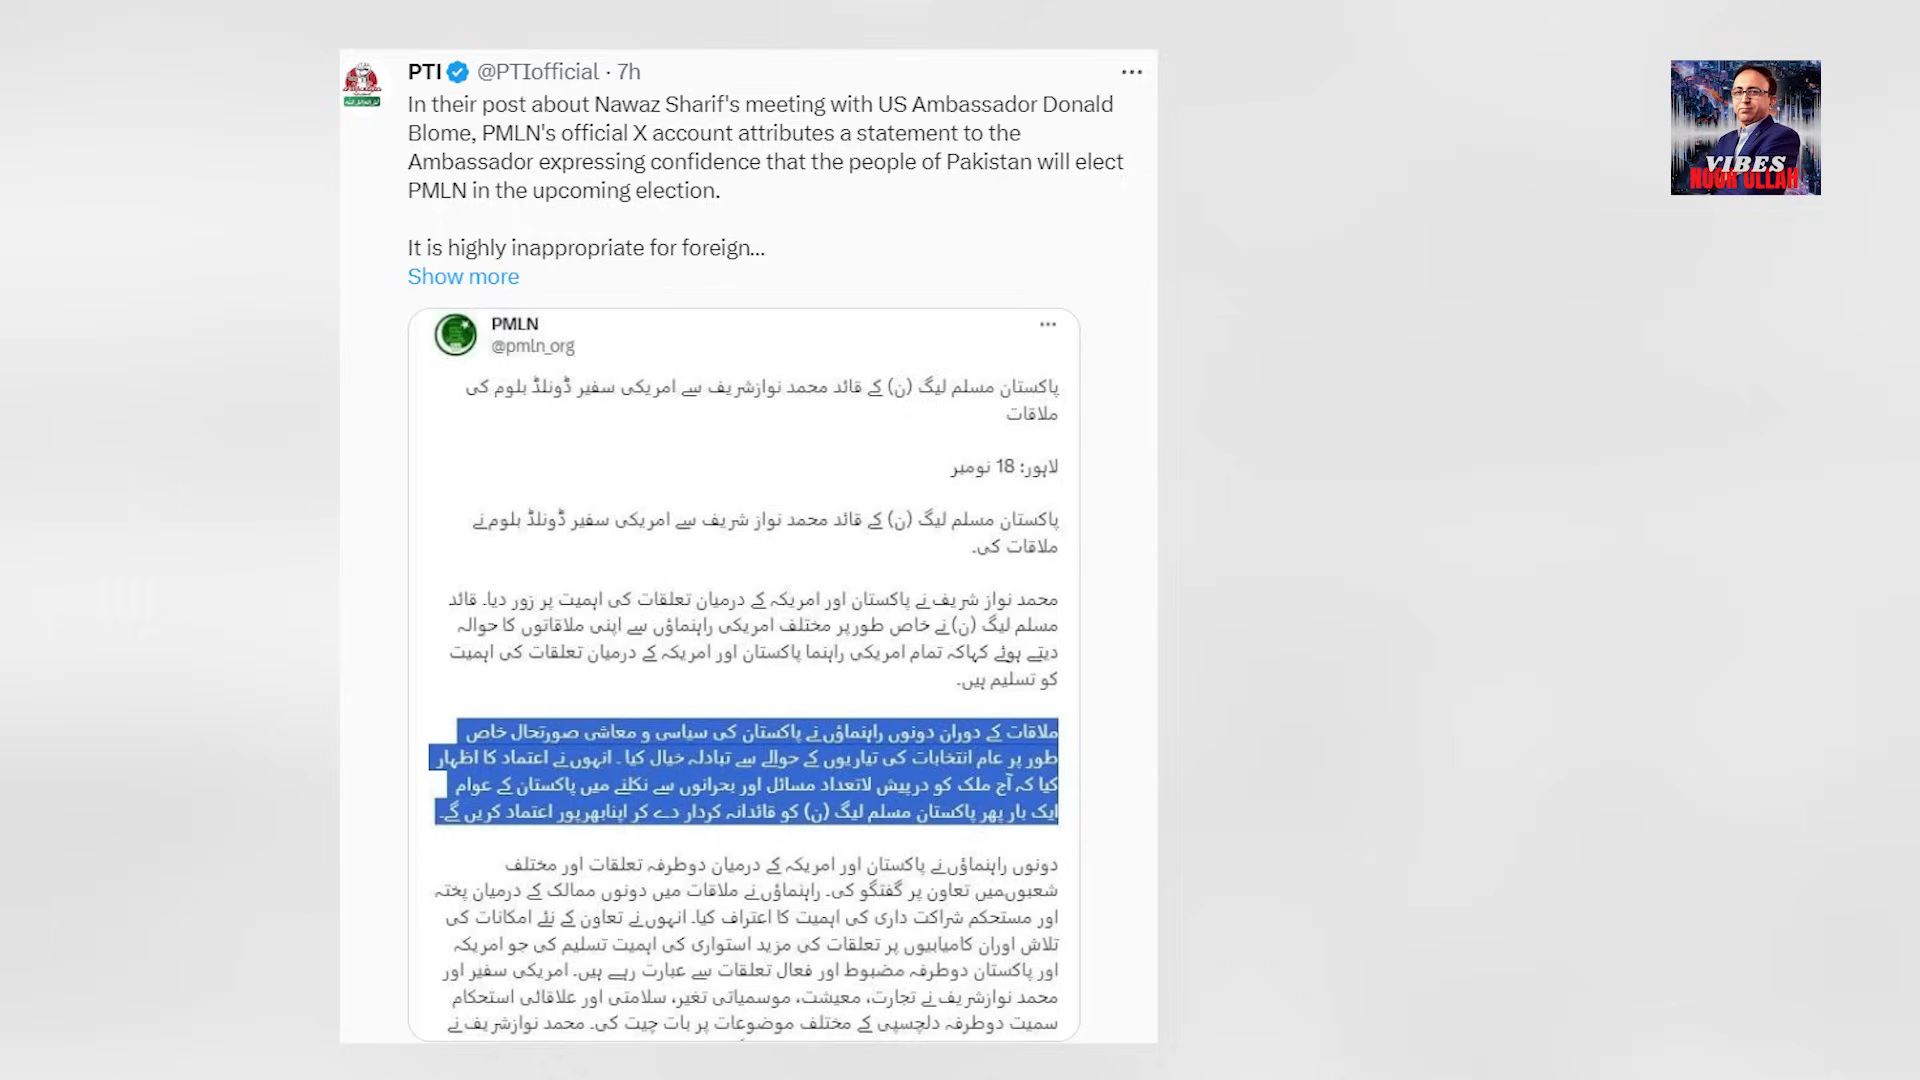 PTI @PTIofficial · 7h
In their post about Nawaz Sharif's meeting with US Ambassador Donald
Blome, PMLN's official X account attributes a statement to the
Ambassador expressing confidence that the people of Pakistan will elect
PMLN in the upcoming election.
It is highly inappropriate for foreign...
Show more
PMLN
@pmln_org
پاکستان مسلم لیگ (ن) کے قائد محمد نوازشریف سے امریکی سفیر ڈونلڈ بلوم کی
ملاقات
لاہور: 18 نومبر
پاکستان مسلم لیگ (ن) کے قائد محمد نواز شریف سے امریکی سفیر ڈونلڈ بلوم نے
ملاقات کی.
محمد نواز شریف نے پاکستان اور امریکہ کے درمیان تعلقات کی اہمیت پر زور دیا۔ قائد
مسلم لیگ (ن) نے خاص طورپر مختلف امریکی راہنماؤں سے اپنی ملاقاتوں کا حوالہ
دیتے ہوئے کہاکہ تمام امریکی راہنما پاکستان اور امریکہ کے درمیان تعلقات کی اہمیت
کو تسلیم ہیں۔
ملاقات کے دوران دونوں راہنماؤں نے پاکستان کی سیاسی و معاشی صورتحال خاص
طور پر عام انتخابات کی تیاریوں کے حوالے سے تبادلہ خیال کیا ۔ انہوں نے اعتماد کا اظہار
کیا کہ آج ملک کو درپیش لاتعداد مسائل اور بحرانوں سے نکلنے میں پاکستان کے عوام
ایک بار پھر پاکستان مسلم لیگ (ن) کو قائدانہ کردار دے کر اپنابھرپور اعتماد کریں گے۔
دونوں راہنماؤں نے پاکستان اور امریکہ کے درمیان دوطرفہ تعلقات اور مختلف
شعبوںمیں تعاون پر گفتگو کی۔ راہنماؤں نے ملاقات میں دونوں ممالک کے درمیان پختہ
اور مستحکم شراکت داری کی اہمیت کا اعتراف کیا۔ انہوں نے تعاون کے نئے امکانات کی
تلاش اوران کامیابیوں پر تعلقات کی مزید استواری کی اہمیت تسلیم کی جو امریکہ
اور پاکستان دوطرفہ مضبوط اور فعال تعلقات سے عبارت رہے ہیں۔ امریکی سفیر اور
محمد نوازشریف نے تجارت، معیشت، موسمیاتی تغیر، سلامتی اور علاقائی استحکام
سمیت دوطرفہ دلچسپی کے مختلف موضوعات پر بات چیت کی۔ محمد نوازشریف نے
VIBES
NOOR ULLAH